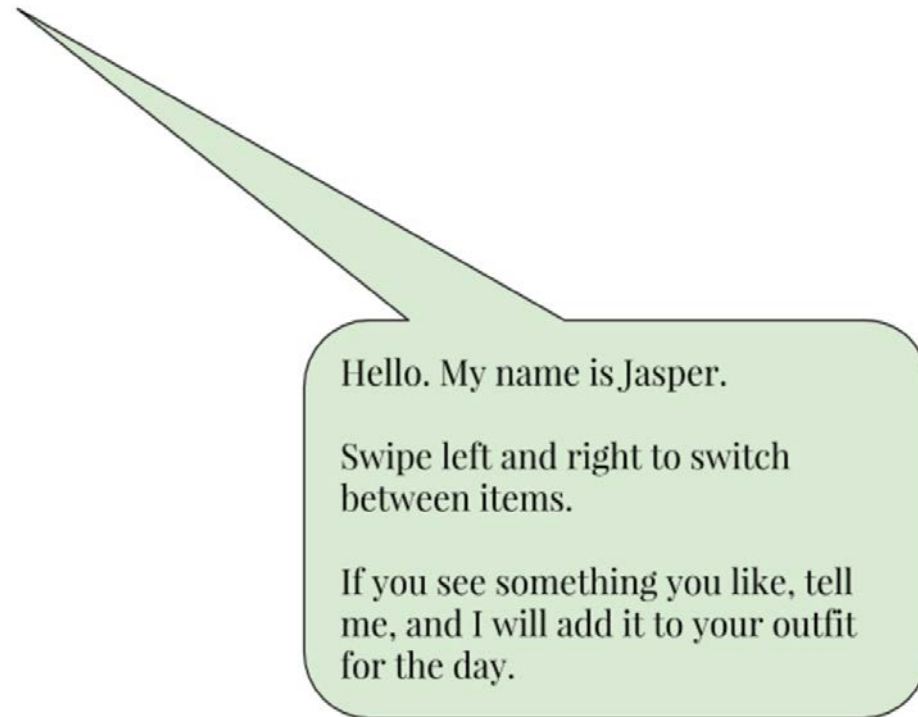 Hello. My name is Jasper.
Swipe left and right to switch
between items.
If you see something you like, tell
me, and I will add it to your outfit
for the day.